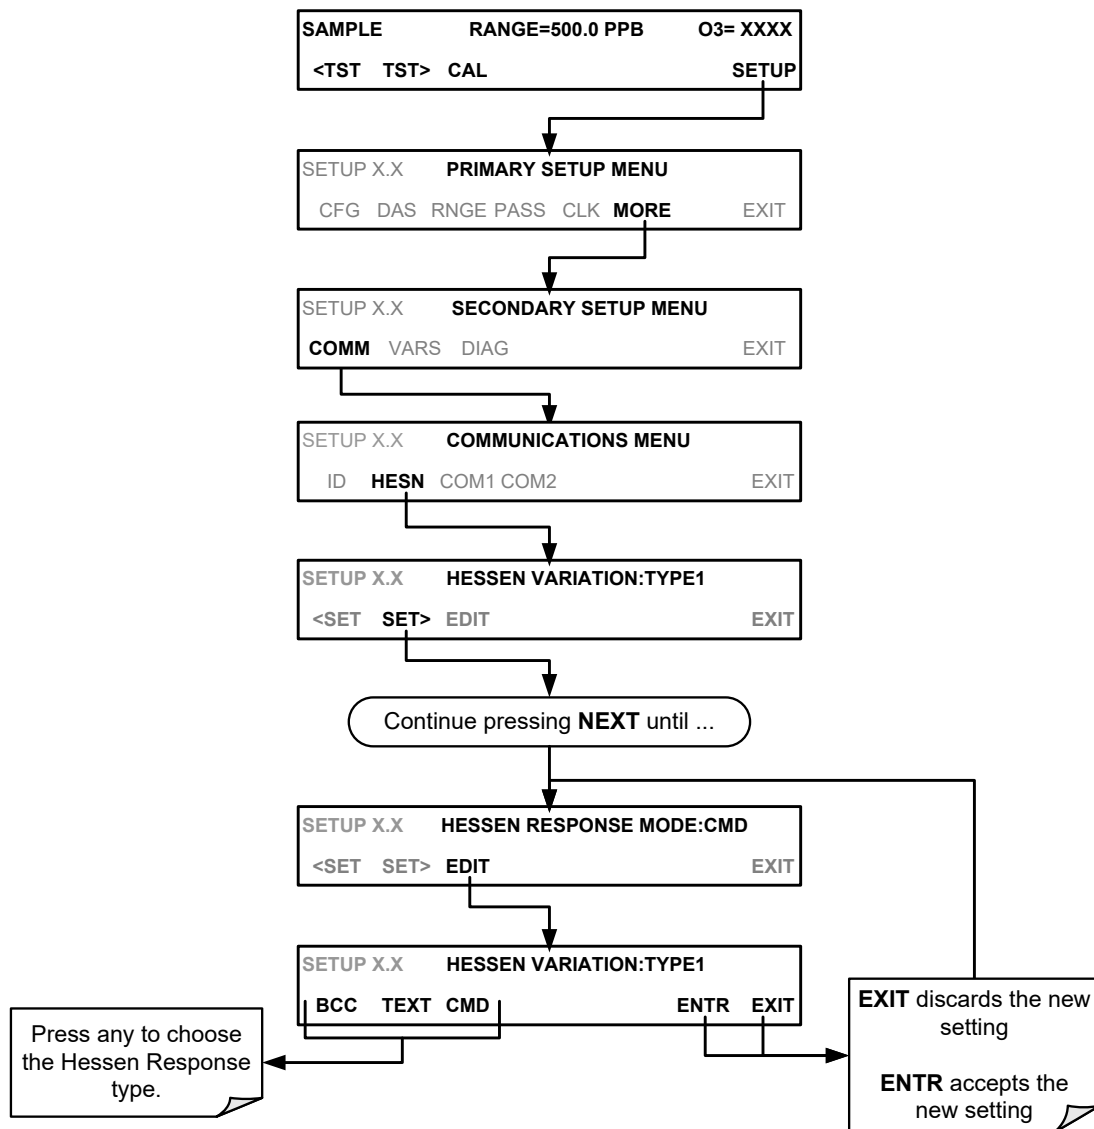 SAMPLE RANGE=500.0 PPB O3= XXXX
<TST TST> CAL SETUP
SETUP X.X PRIMARY SETUP MENU
CFG DAS RNGE PASS CLK MORE EXIT
SETUP X.X SECONDARY SETUP MENU
COMM VARS DIAG EXIT
SETUP X.X COMMUNICATIONS MENU
ID HESN COM1 COM2 EXIT
SETUP X.X HESSEN VARIATION:TYPE1
<SET SET> EDIT EXIT
Continue pressing NEXT until ...
SETUP X.X HESSEN RESPONSE MODE:CMD
<SET SET> EDIT EXIT
SETUP X.X HESSEN VARIATION:TYPE1
BCC TEXT CMD ENTR EXIT
Press any to choose
the Hessen Response
type.
EXIT discards the new
setting
ENTR accepts the
new setting